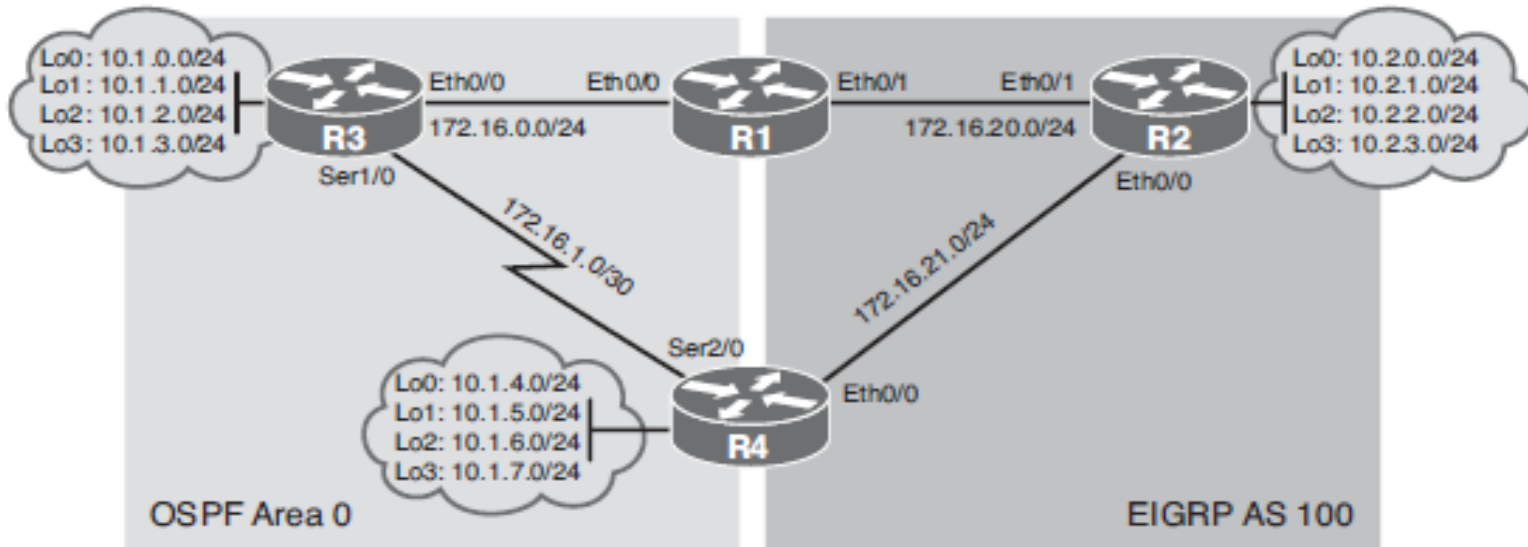 Lo0: 10.1.0.0/24
Lo1: 10.1.1.0/24
Lo2: 10.1.2.0/24
Lo3: 10.1.3.0/24
R3
Eth0/0
172.16.0.0/24
Eth0/0
R1
Eth0/1
172.16.20.0/24
Eth0/1
R2
Lo0: 10.2.0.0/24
Lo1: 10.2.1.0/24
Lo2: 10.2.2.0/24
Lo3: 10.2.3.0/24
Ser1/0
Eth0/0
172.16.1.0/30
172.16.21.0/24
Ser2/0
Eth0/0
R4
Lo0: 10.1.4.0/24
Lo1: 10.1.5.0/24
Lo2: 10.1.6.0/24
Lo3: 10.1.7.0/24
OSPF Area 0
EIGRP AS 100